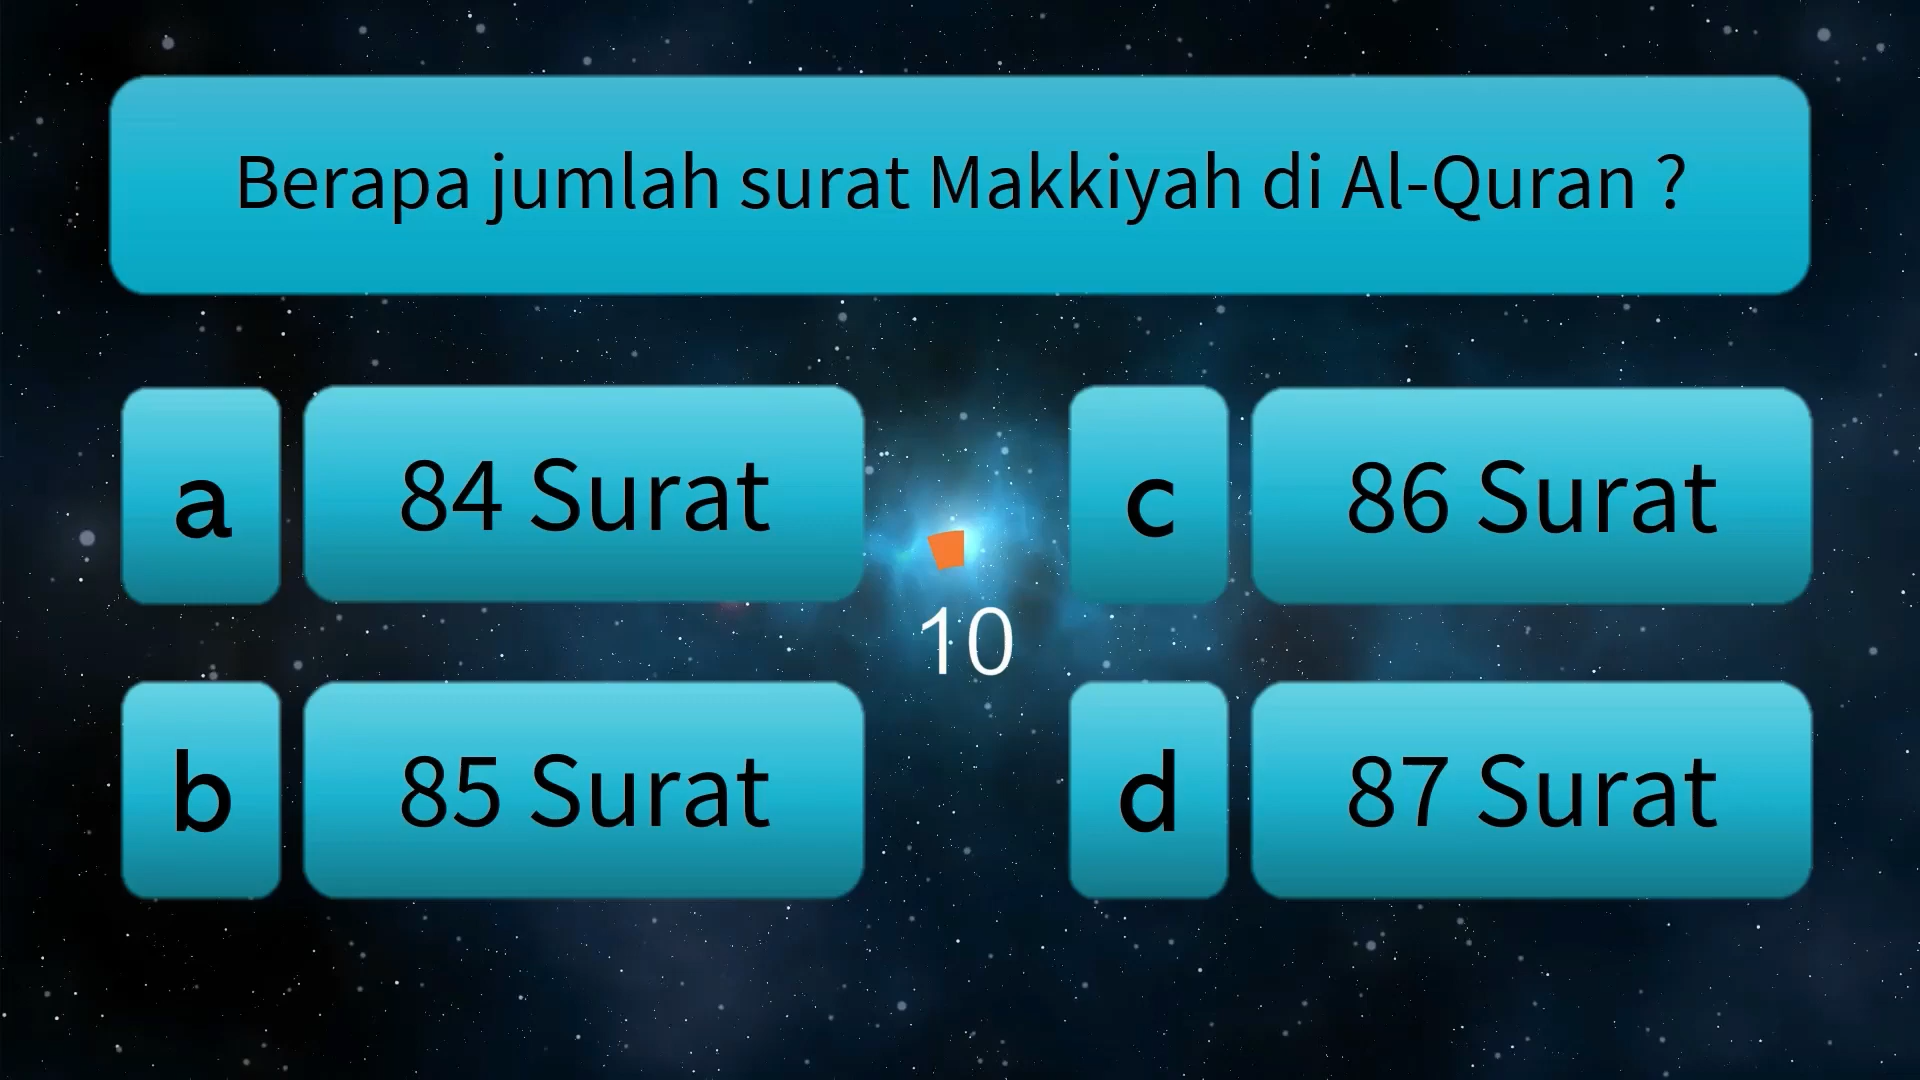 Berapa jumlah surat Makkiyah di Al-Quran ?
a
84 Surat
c
86 Surat
10
b
85 Surat
d
87 Surat